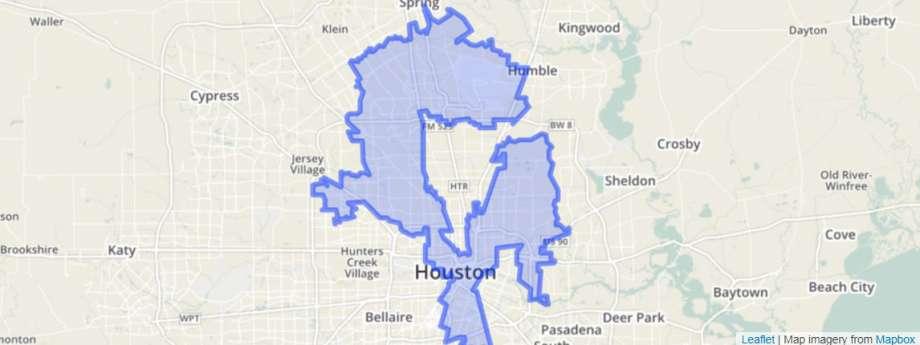 Spring
Waller
Klein
Kingwood
Liberty
Dayton
Humble
Cypress
FM 525
BW 8
Crosby
Jersey
Village
HTR
Sheldon
Old River-
Winfree
son
Brookshire
Katy
Hunters
Creek
Village
US 90
Cove
Houston
Beach City
Baytown
WPT
Bellaire
Deer Park
Pasadena
South
monton
Leaflet | Map imagery from Mapbox